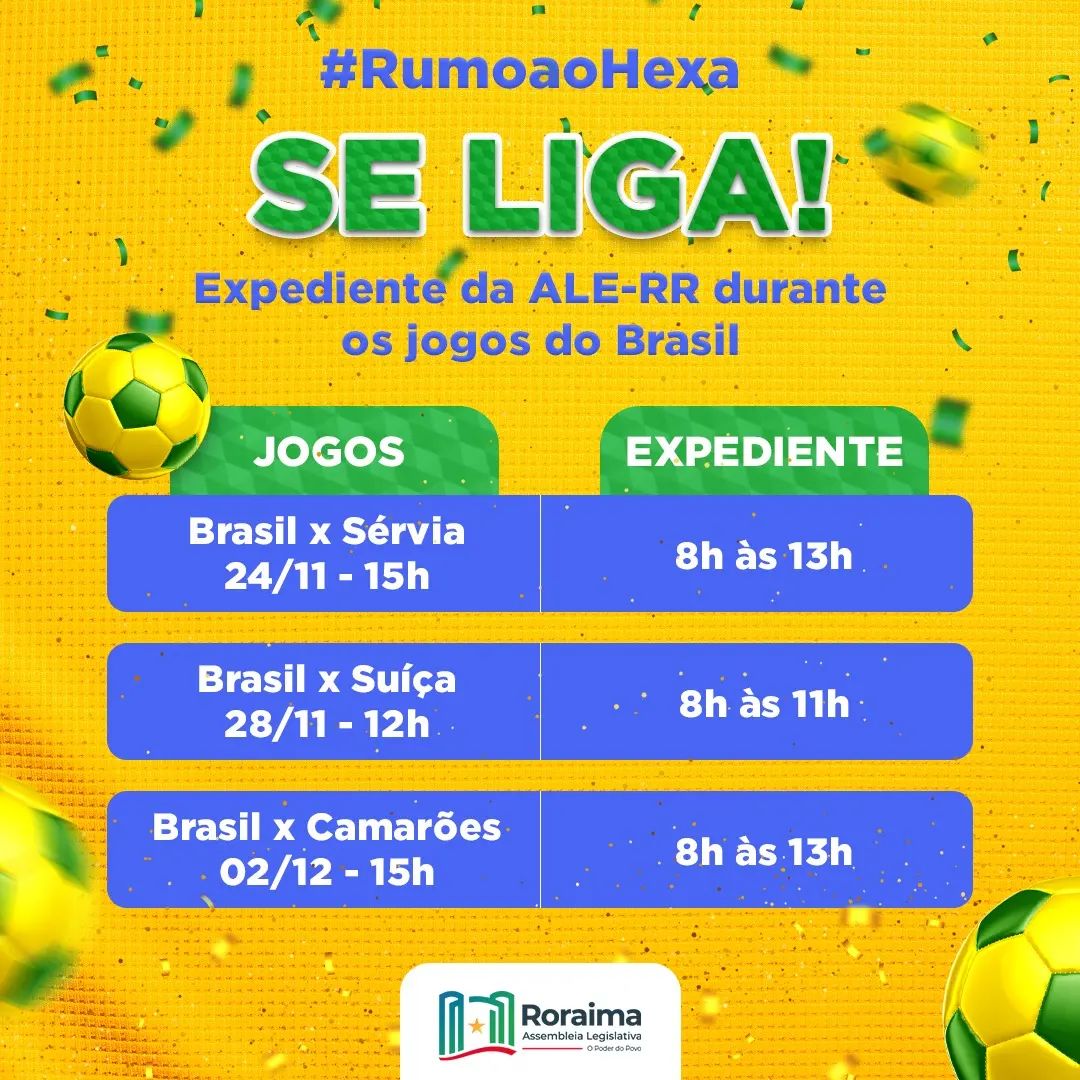 #RumoaoHexa
SE LIGA!
Expediente da ALE-RR durante
os jogos do Brasil
JOGOS
EXPEDIENTE
Brasil x Sérvia
24/11 - 15h
8h às 13h
Brasil x Suíça
28/11 - 12h
8h às 11h
Brasil x Camarões
02/12 - 15h
8h às 13h
Roraima
Assembleia Legislativa
O Poder do Povo